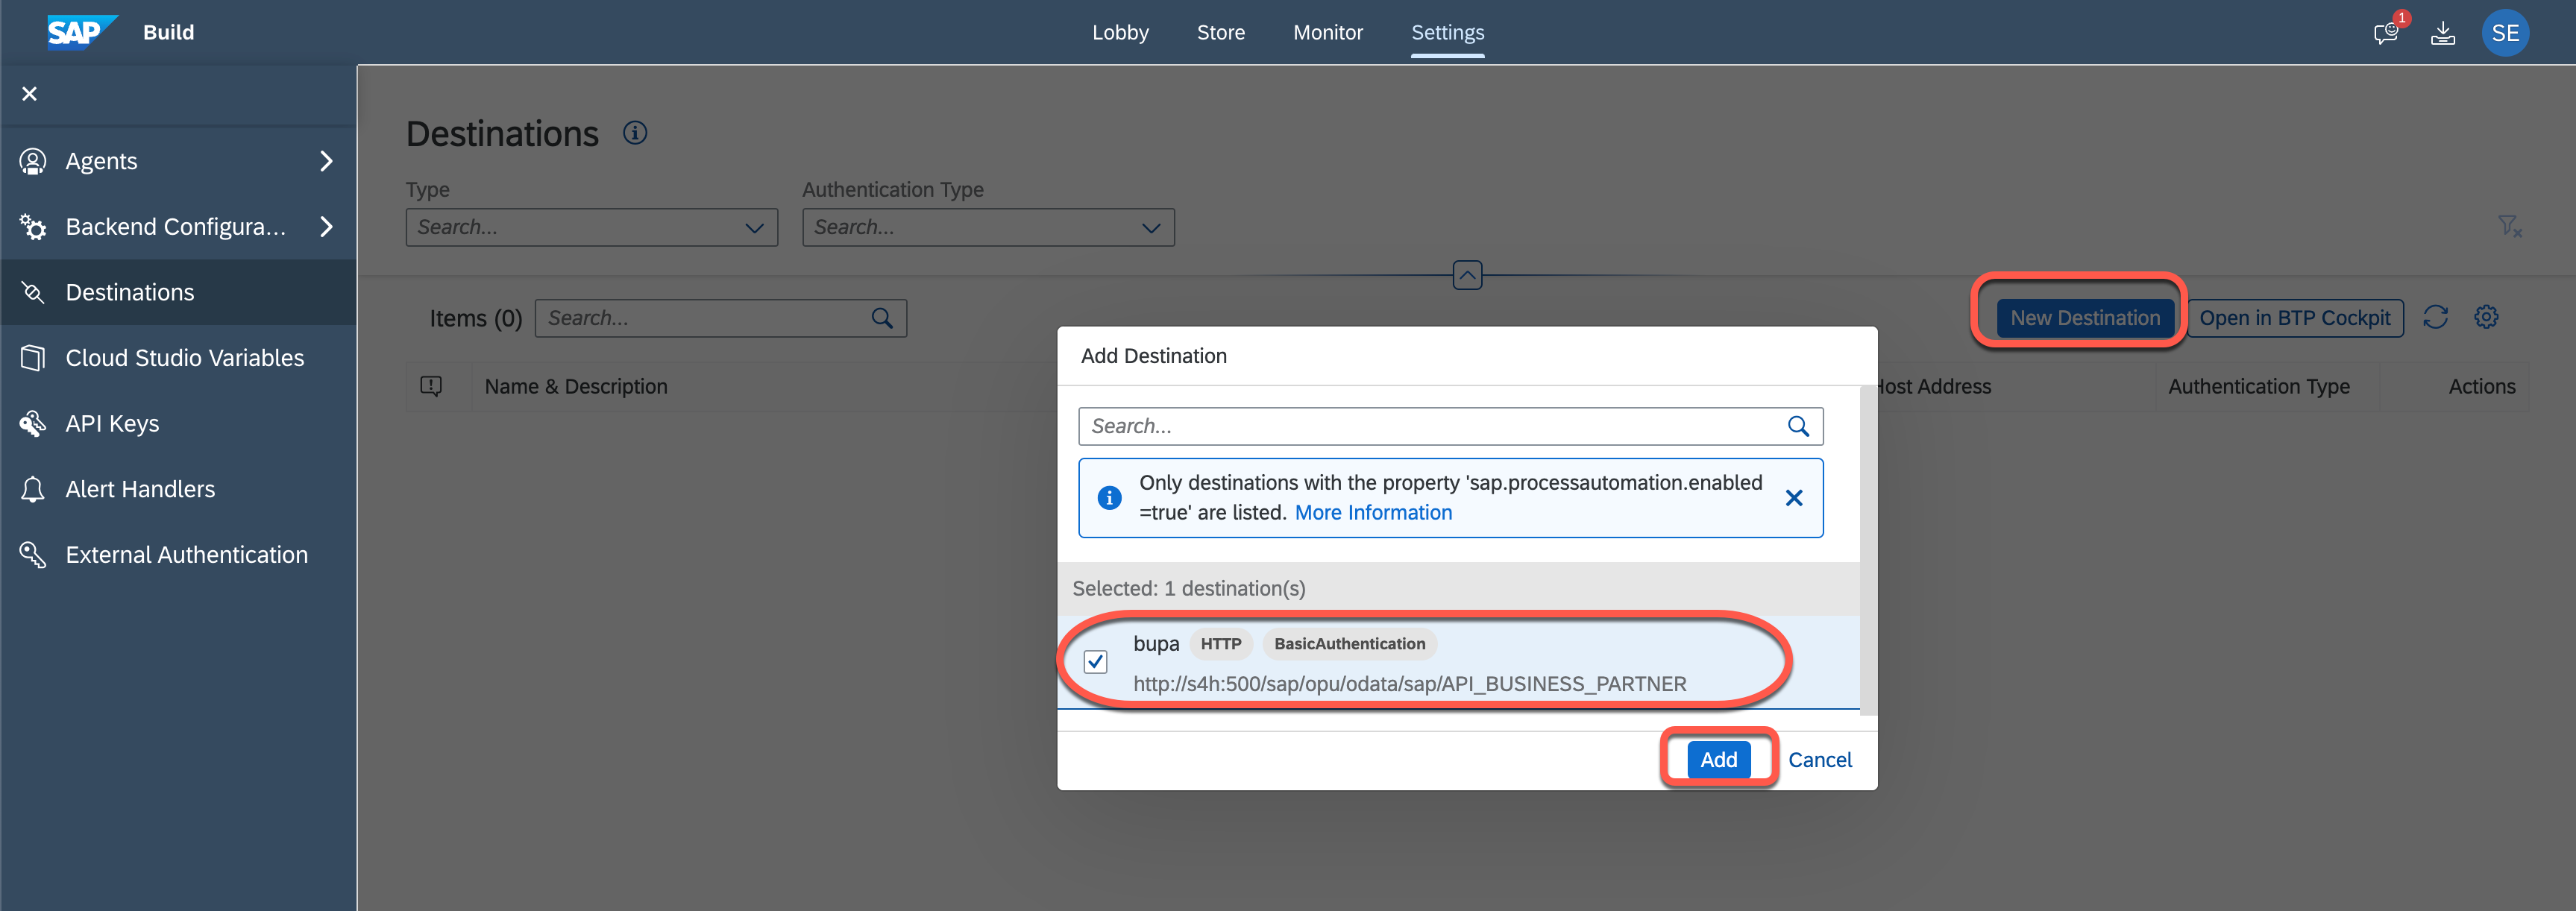 SAP Build Lobby Store Monitor Settings 1 SE
Agents
Backend Configura...
Destinations
Cloud Studio Variables
API Keys
Alert Handlers
External Authentication
Destinations
Type Authentication Type
Search... Search...
Items (0) Search... New Destination Open in BTP Cockpit
Name & Description Host Address Authentication Type Actions
Add Destination
Search...
Only destinations with the property 'sap.processautomation.enabled
=true' are listed. More Information
Selected: 1 destination(s)
bupa HTTP BasicAuthentication
http://s4h:500/sap/opu/odata/sap/API_BUSINESS_PARTNER
Add Cancel